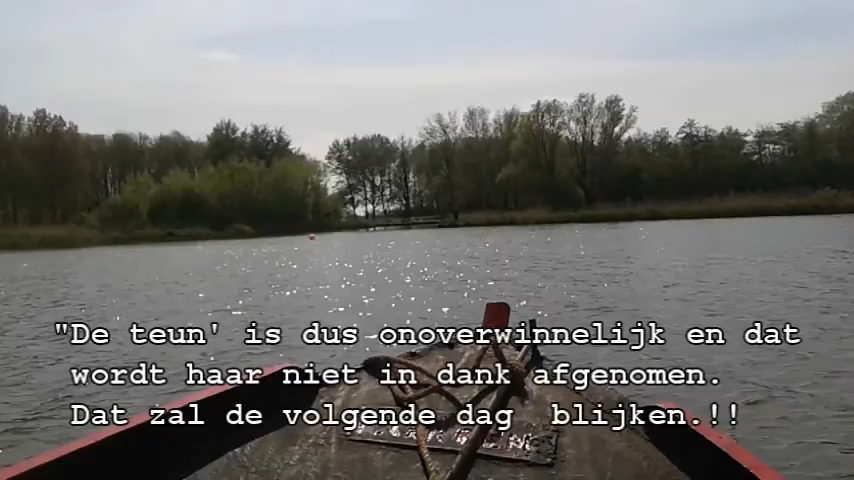 "De teun' is dus onoverwinnelijk en dat
wordt haar niet in dank afgenomen.
Dat zal de volgende dag  blijken.!!